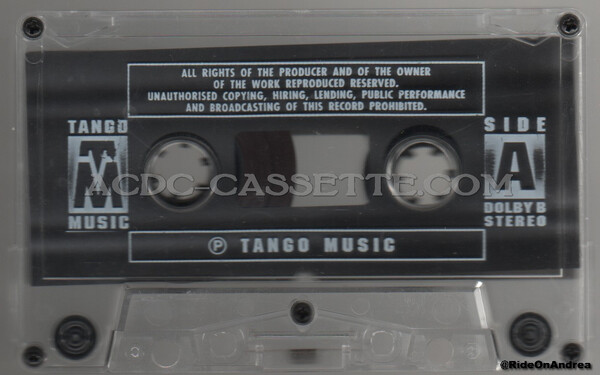 ALL RIGHTS OF THE PRODUCER AND OF THE OWNER
OF THE WORK REPRODUCED RESERVED.
UNAUTHORISED COPYING, HIRING, LENDING, PUBLIC PERFORMANCE
AND BROADCASTING OF THIS RECORD PROHIBITED.
TANGO
TM
MUSIC
SIDE
A
DOLBY B
STEREO
ACDC-CASSETTE.COM
Ⓟ TANGO MUSIC
@RideOnAndrea